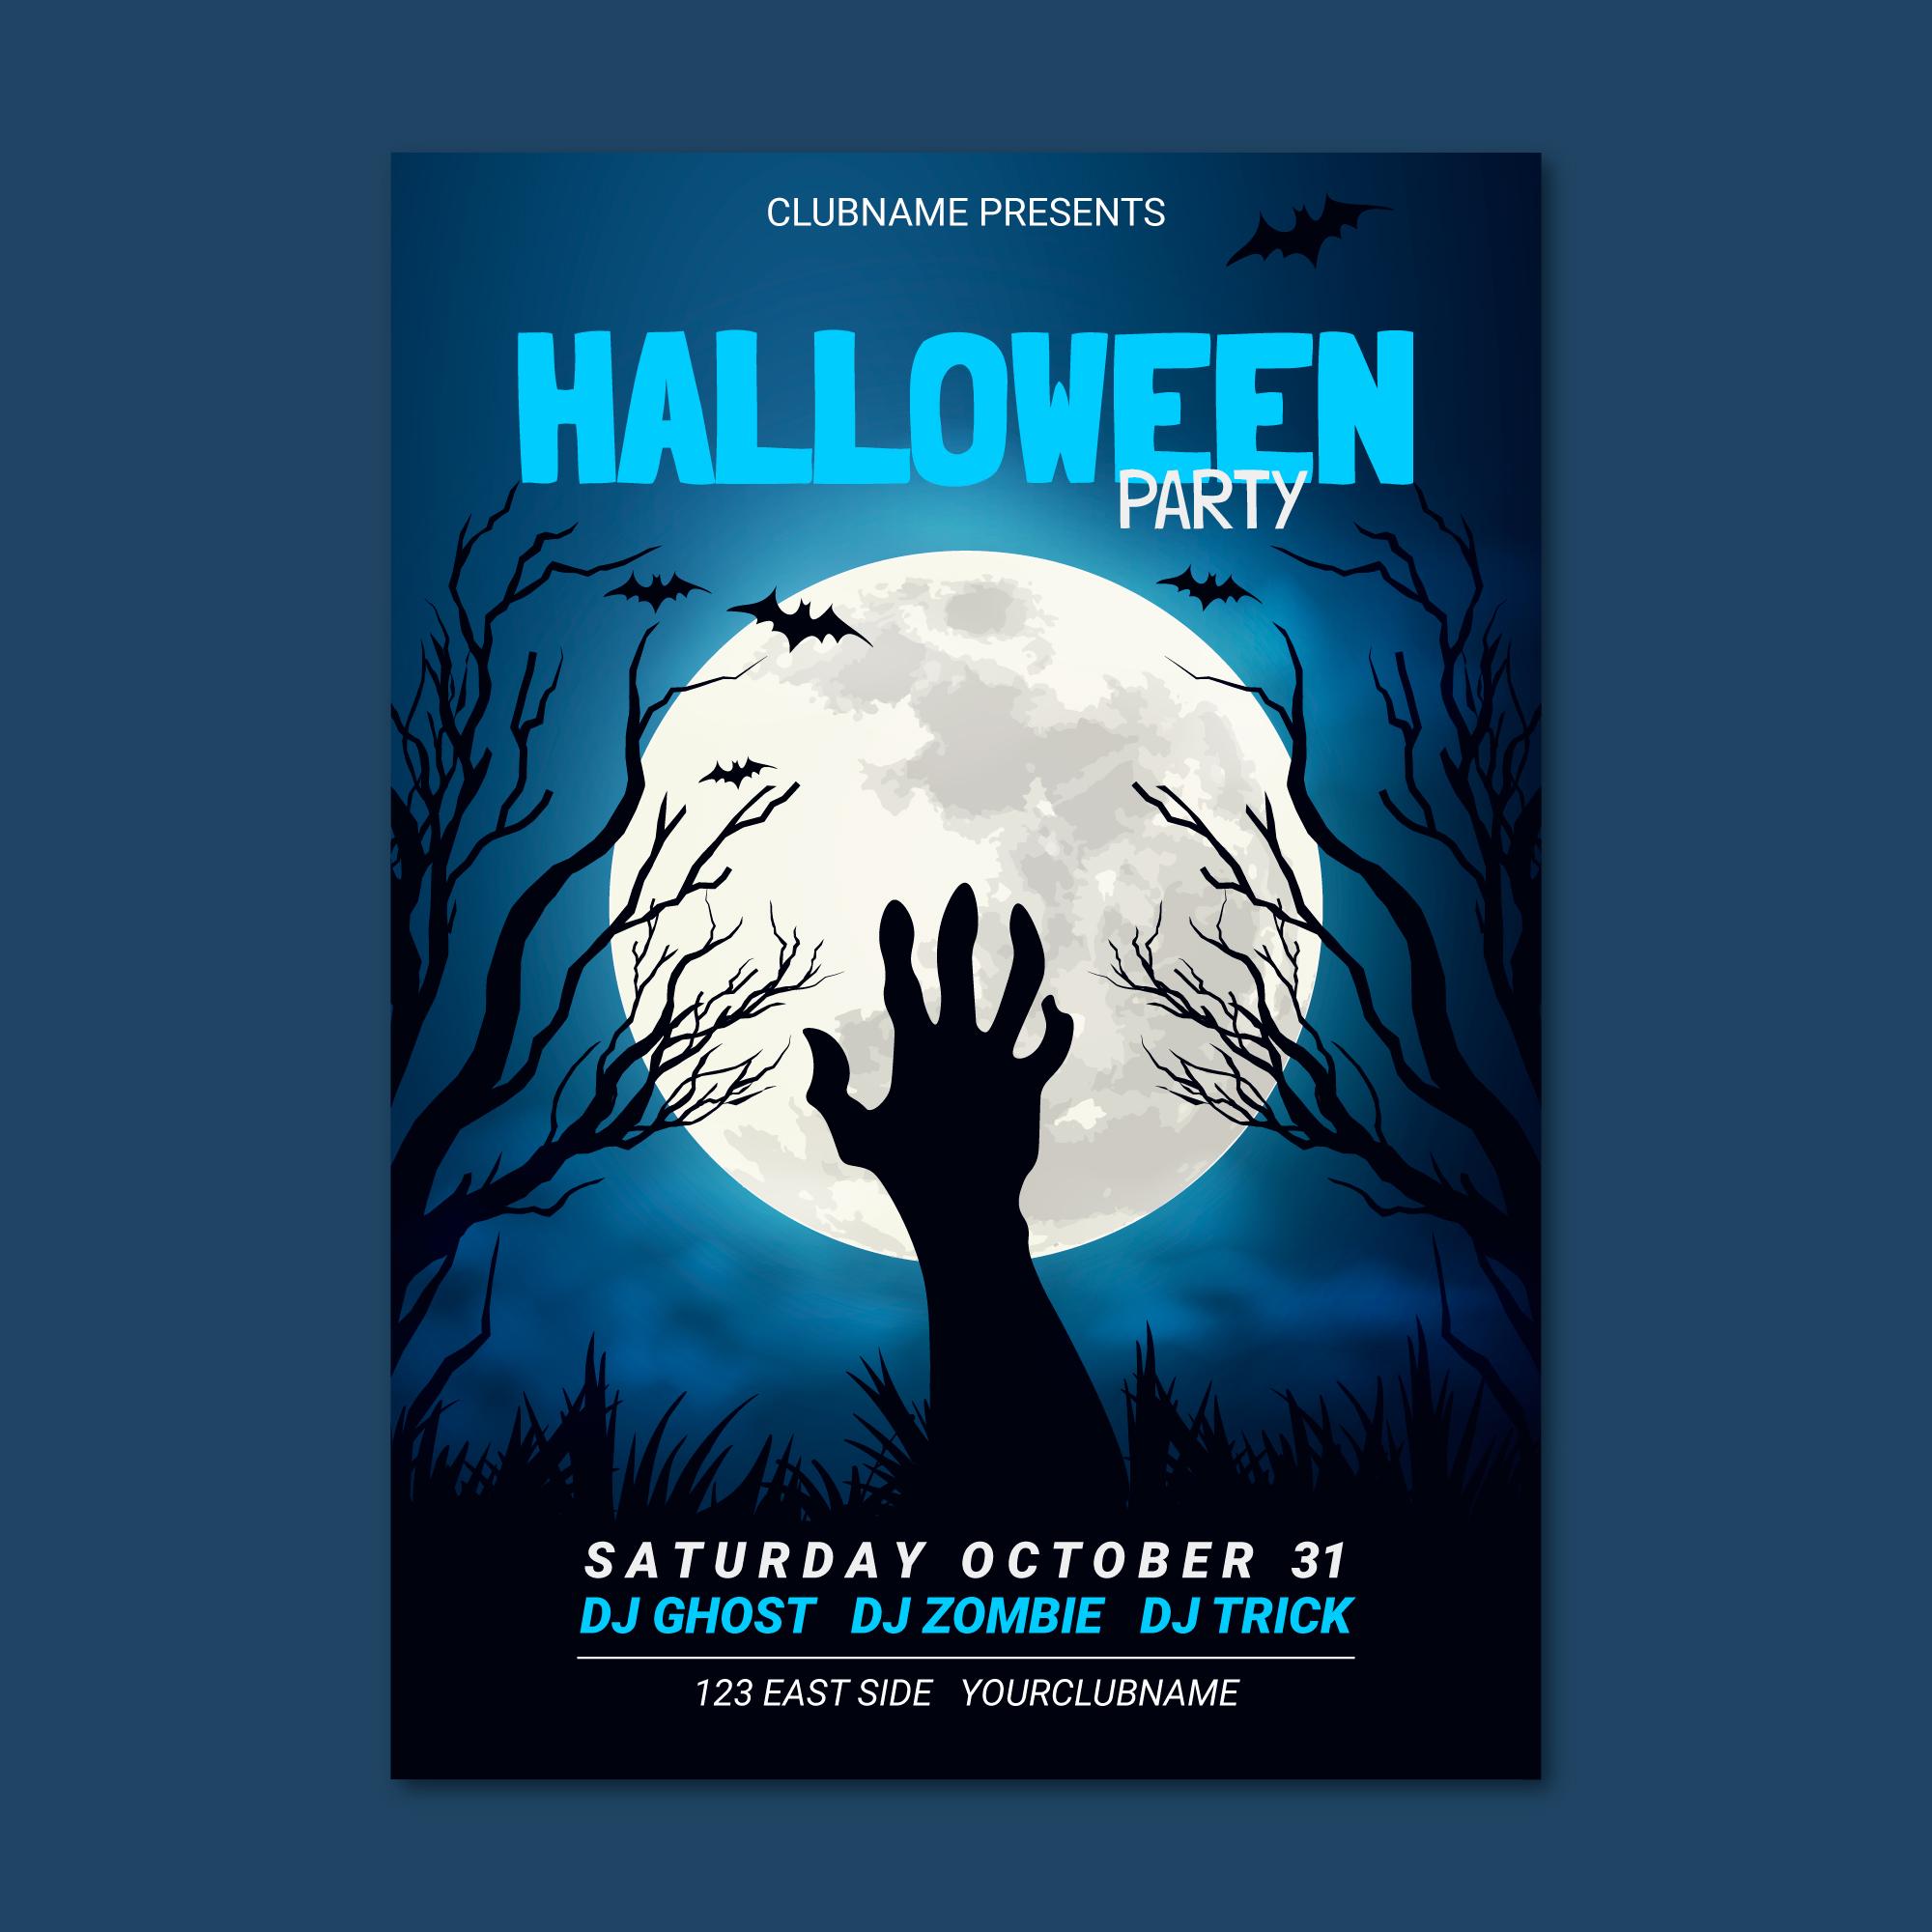 CLUBNAME PRESENTS
HALLOWEEN
PARTY
SATURDAY OCTOBER 31
DJ GHOST DJ ZOMBIE DJ TRICK
123 EAST SIDE YOURCLUBNAME